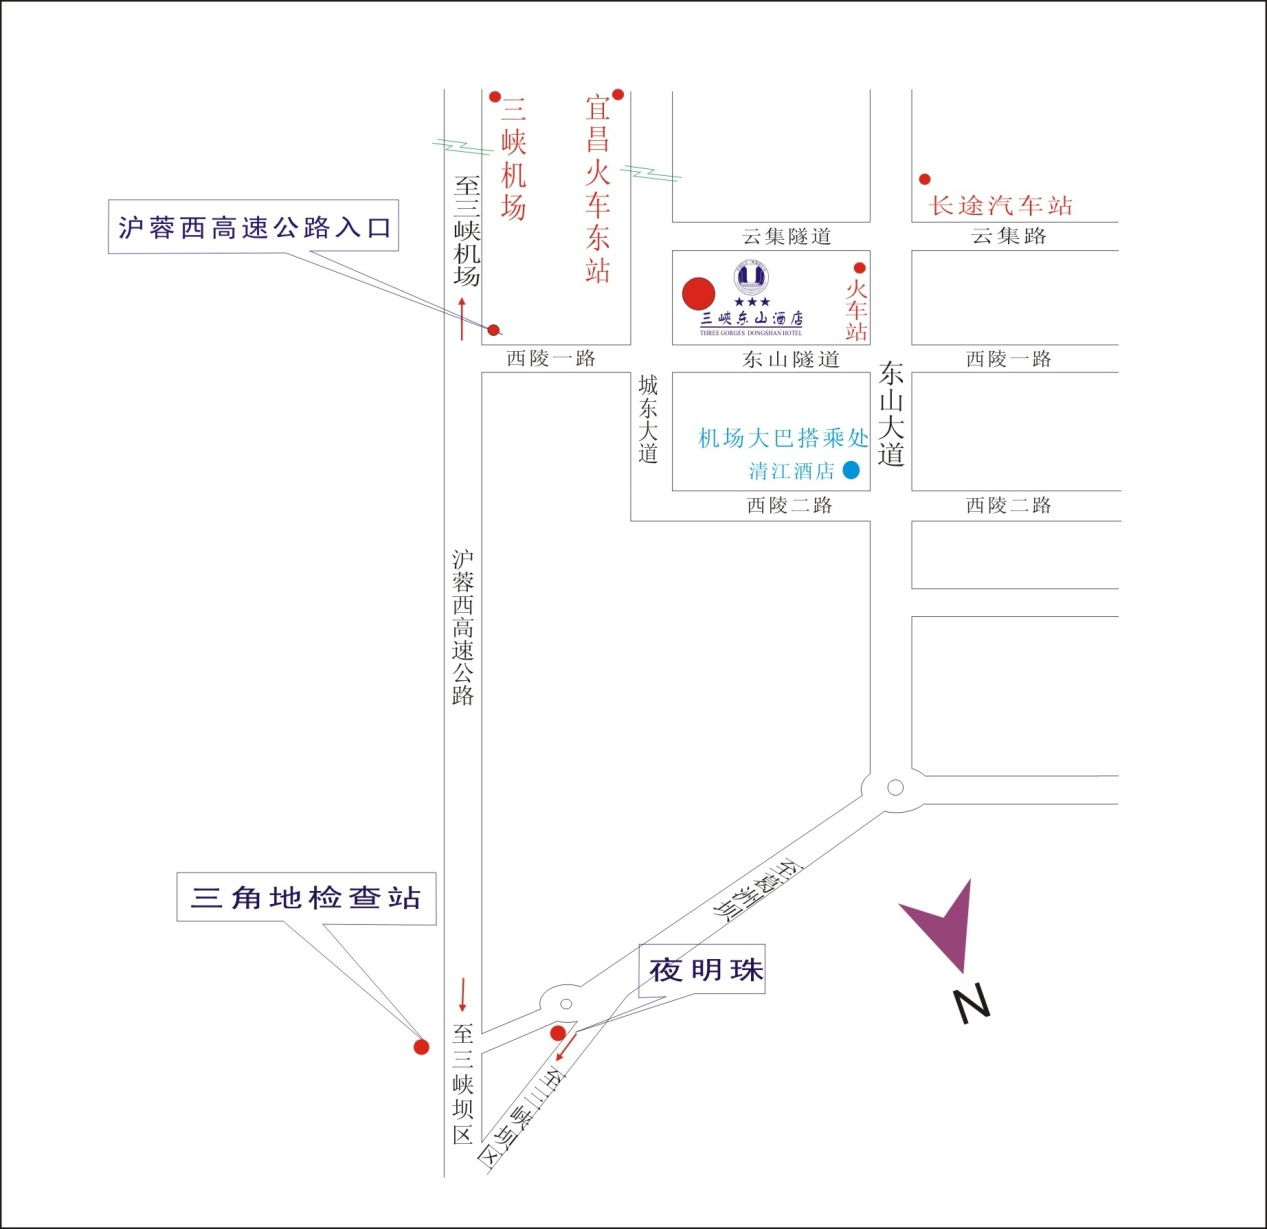 三峡机场
宜昌火车东站
至三峡机场
长途汽车站
沪蓉西高速公路入口
云集隧道
云集路
火车站
三峡东山酒店
THREE GORGES DONGSHAN HOTEL
西陵一路
东山隧道
西陵一路
城东大道
东山大道
机场大巴搭乘处
清江酒店
西陵二路
西陵二路
沪蓉西高速公路
至葛洲坝
三角地检查站
夜明珠
N
至三峡坝区
至三峡坝区